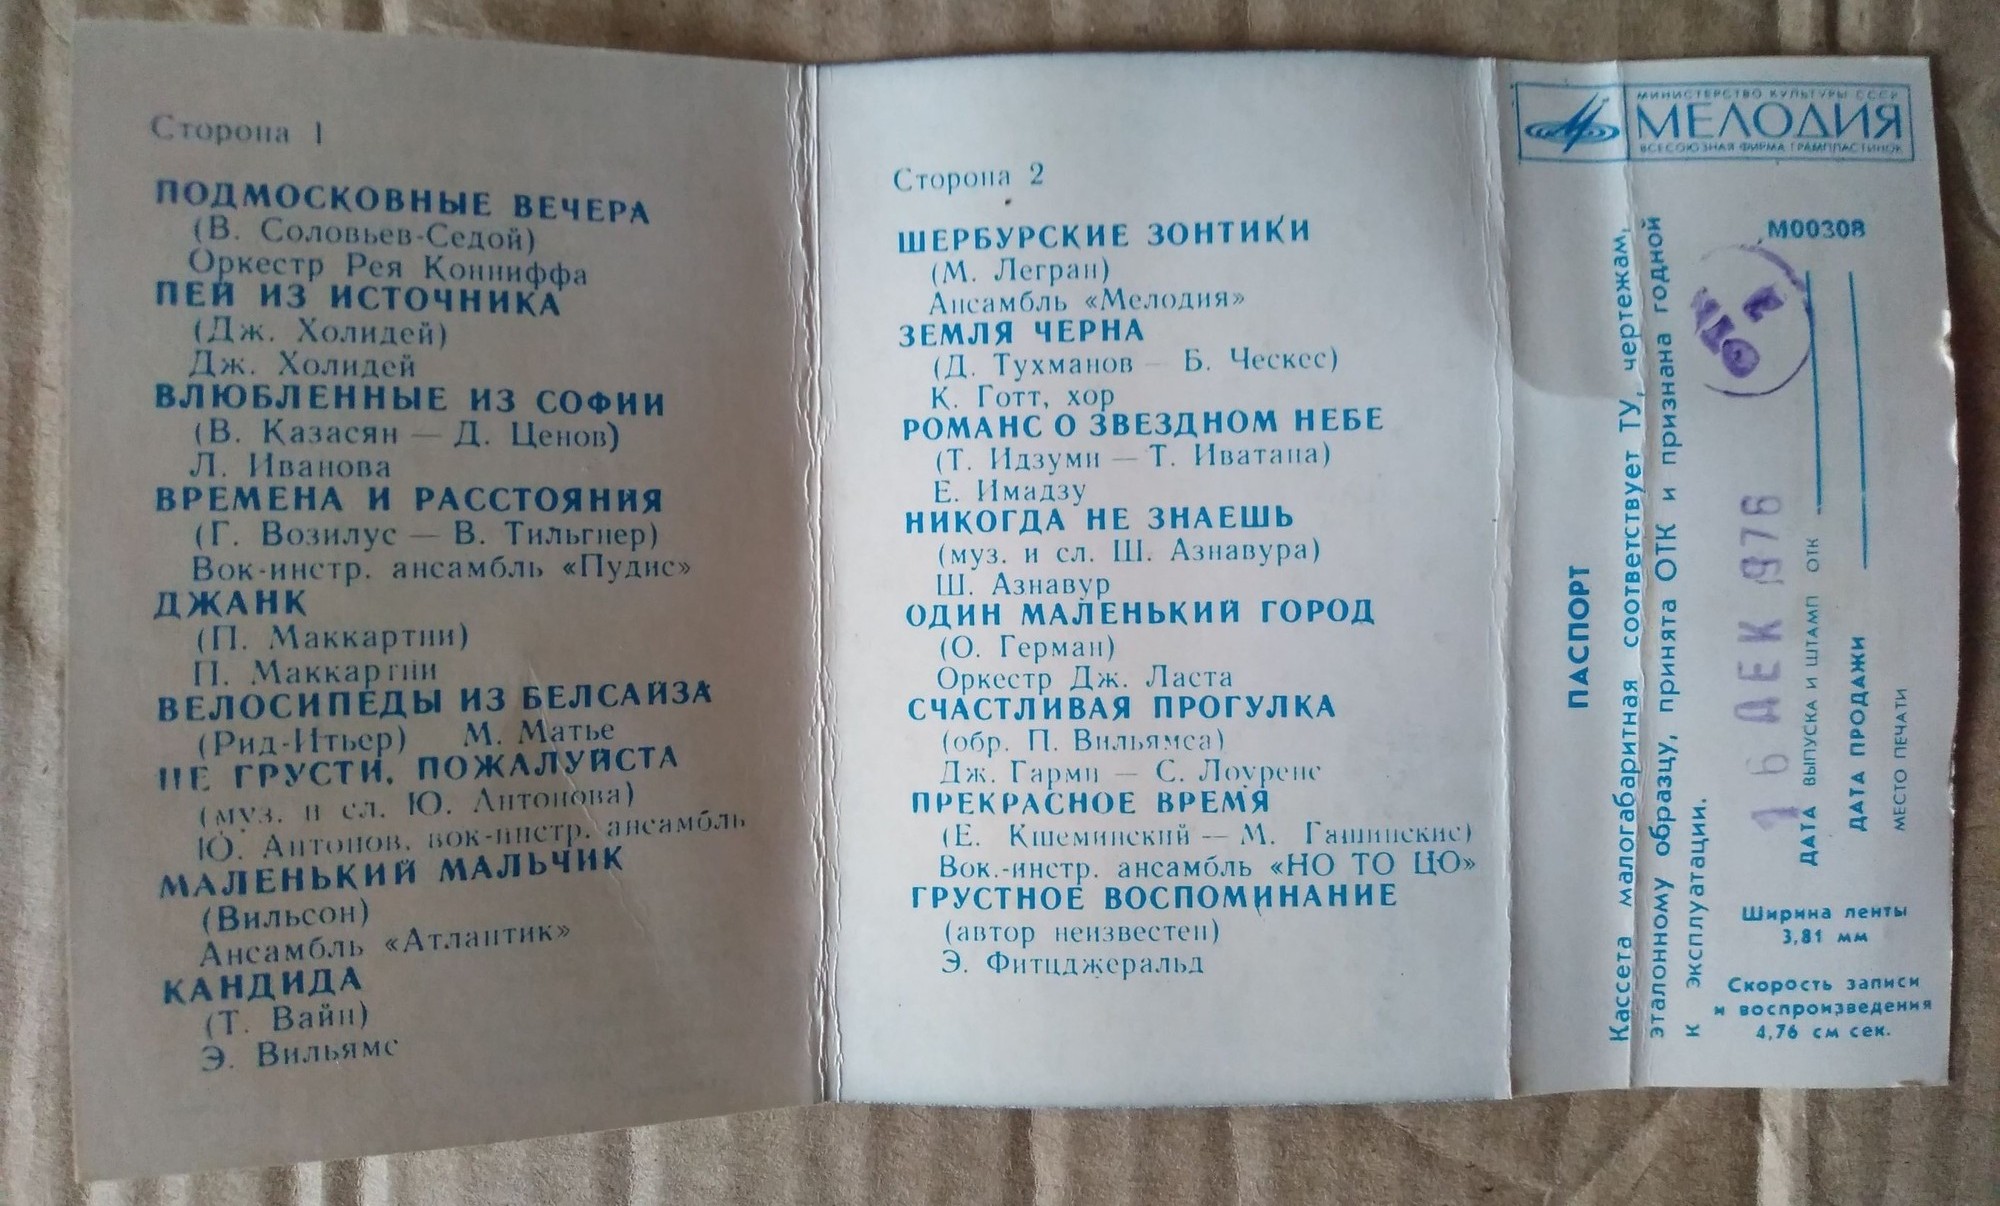 Сторона 1
ПОДМОСКОВНЫЕ ВЕЧЕРА
(В. Соловьев-Седой)
Оркестр Рея Конниффа
ПЕЙ ИЗ ИСТОЧНИКА
(Дж. Холидей)
Дж. Холидей
ВЛЮБЛЕННЫЕ ИЗ СОФИИ
(В. Казасян — Д. Ценов)
Л. Иванова
ВРЕМЕНА И РАССТОЯНИЯ
(Г. Возилус — В. Тильгнер)
Вок-инстр. ансамбль «Пудис»
ДЖАНК
(П. Маккартни)
П. Маккартни
ВЕЛОСИПЕДЫ ИЗ БЕЛСАЙЗА
(Рид-Итьер) М. Матье
НЕ ГРУСТИ, ПОЖАЛУЙСТА
(муз. и сл. Ю. Антонова)
Ю. Антонов, вок-инстр. ансамбль
МАЛЕНЬКИЙ МАЛЬЧИК
(Вильсон)
Ансамбль «Атлантик»
КАНДИДА
(Т. Вайн)
Э. Вильямс
Сторона 2
ШЕРБУРСКИЕ ЗОНТИКИ
(М. Легран)
Ансамбль «Мелодия»
ЗЕМЛЯ ЧЕРНА
(Д. Тухманов — Б. Ческес)
К. Готт, хор
РОМАНС О ЗВЕЗДНОМ НЕБЕ
(Т. Идзуми — Т. Иватана)
Е. Имадзу
НИКОГДА НЕ ЗНАЕШЬ
(муз. и сл. Ш. Азнавура)
Ш. Азнавур
ОДИН МАЛЕНЬКИЙ ГОРОД
(О. Герман)
Оркестр Дж. Ласта
СЧАСТЛИВАЯ ПРОГУЛКА
(обр. П. Вильямса)
Дж. Гарми — С. Лоуренс
ПРЕКРАСНОЕ ВРЕМЯ
(Е. Кшеминский — М. Гашинские)
Вок.-инстр. ансамбль «НО ТО ЦО»
ГРУСТНОЕ ВОСПОМИНАНИЕ
(автор неизвестен)
Э. Фитцджеральд
МИНИСТЕРСТВО КУЛЬТУРЫ СССР
МЕЛОДИЯ
ВСЕСОЮЗНАЯ ФИРМА ГРАМПЛАСТИНОК
М00308
ПАСПОРТ
Кассета малогабаритная соответствует ТУ, чертежам,
эталонному образцу, принята ОТК и признана годной
к эксплуатации.
16 ДЕК 1976
ДАТА ВЫПУСКА И ШТАМП ОТК
ДАТА ПРОДАЖИ
МЕСТО ПЕЧАТИ
Ширина ленты
3,81 мм
Скорость записи
и воспроизведения
4,76 см сек.